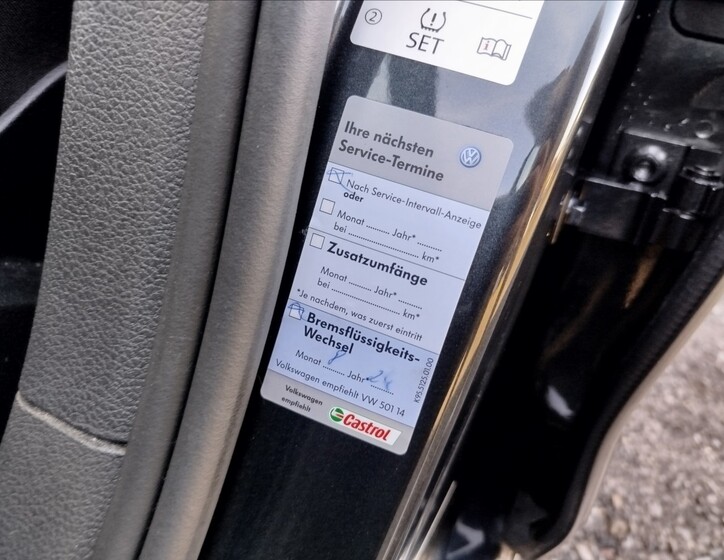 2
SET
i
Ihre nächsten
Service-Termine
Nach Service-Intervall-Anzeige
oder
Monat .......... Jahr* ..........
bei .............................. km*
Zusatzumfänge
Monat .......... Jahr* ..........
bei .............................. km*
*Je nachdem, was zuerst eintritt
Bremsflüssigkeits-
Wechsel
Monat 8 Jahr 24
Volkswagen empfiehlt VW 501 14
Volkswagen
empfiehlt
Castrol